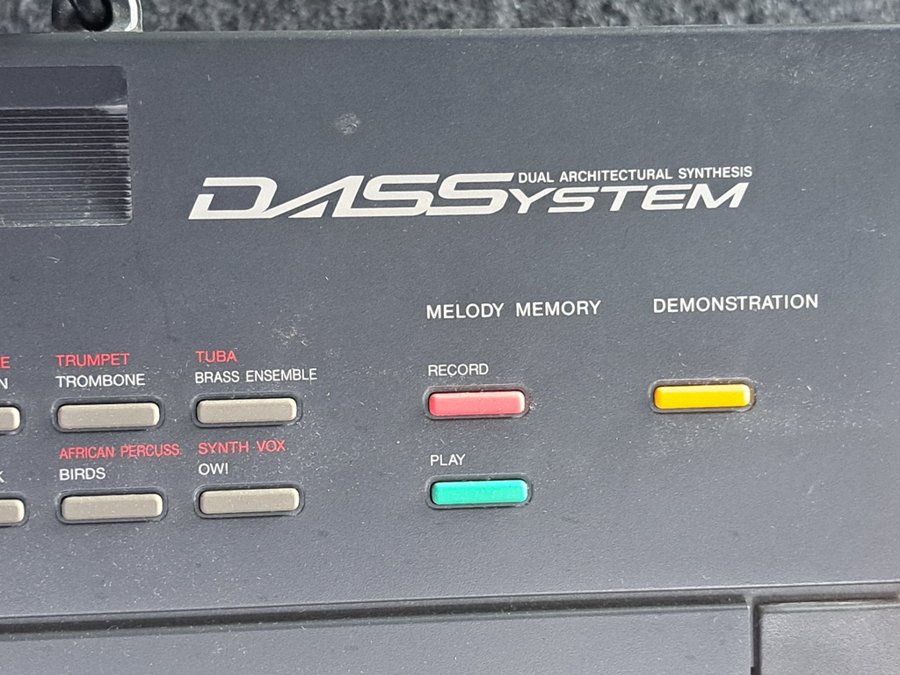 DUAL ARCHITECTURAL SYNTHESIS
DASSYSTEM
MELODY MEMORY
DEMONSTRATION
E
TRUMPET
TUBA
N
TROMBONE
BRASS ENSEMBLE
RECORD
AFRICAN PERCUSS.
SYNTH VOX
K
BIRDS
OW!
PLAY